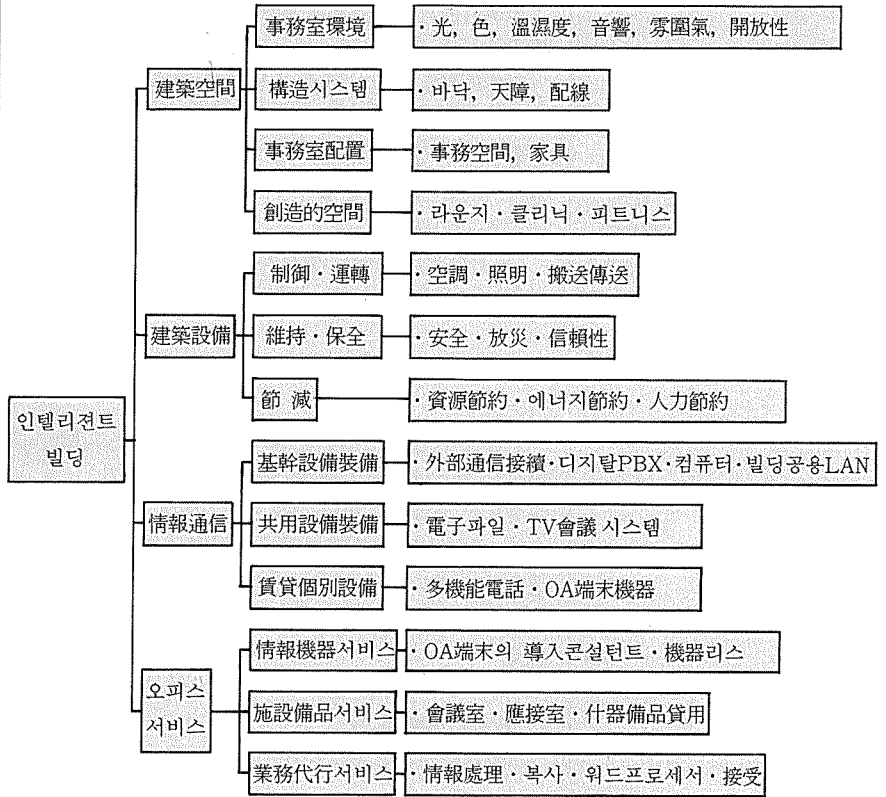 事務室環境
· 光, 色, 溫濕度, 音響, 雰圍氣, 開放性
建築空間
構造시스템
· 바닥, 天障, 配線
事務室配置
· 事務空間, 家具
創造的空間
· 라운지 · 클리닉 · 피트니스
制御 · 運轉
· 空調 · 照明 · 搬送傳送
建築設備
維持 · 保全
· 安全 · 放災 · 信賴性
節 減
· 資源節約 · 에너지節約 · 人力節約
인텔리전트
빌딩
基幹設備裝備
· 外部通信接續 · 디지탈PBX · 컴퓨터 · 빌딩공용LAN
情報通信
共用設備裝備
· 電子파일 · TV會議 시스템
賃貸個別設備
· 多機能電話 · OA端末機器
情報機器서비스
· OA端末의 導入콘설턴트 · 機器리스
오피스
서비스
施設備品서비스
· 會議室 · 應接室 · 什器備品貸用
業務代行서비스
· 情報處理 · 복사 · 워드프로세서 · 接受